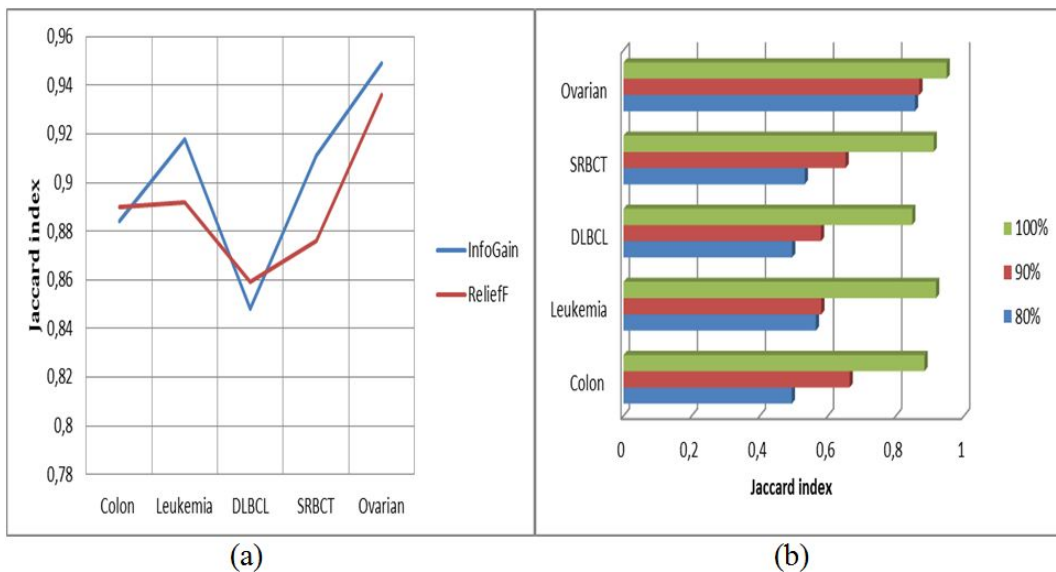 0,96
0,94
0,92
0,9
0,88
0,86
0,84
0,82
0,8
0,78
Jaccard index
Colon Leukemia DLBCL SRBCT Ovarian
InfoGain
ReliefF
(a)
Ovarian
SRBCT
DLBCL
Leukemia
Colon
0 0,2 0,4 0,6 0,8 1
Jaccard index
100%
90%
80%
(b)